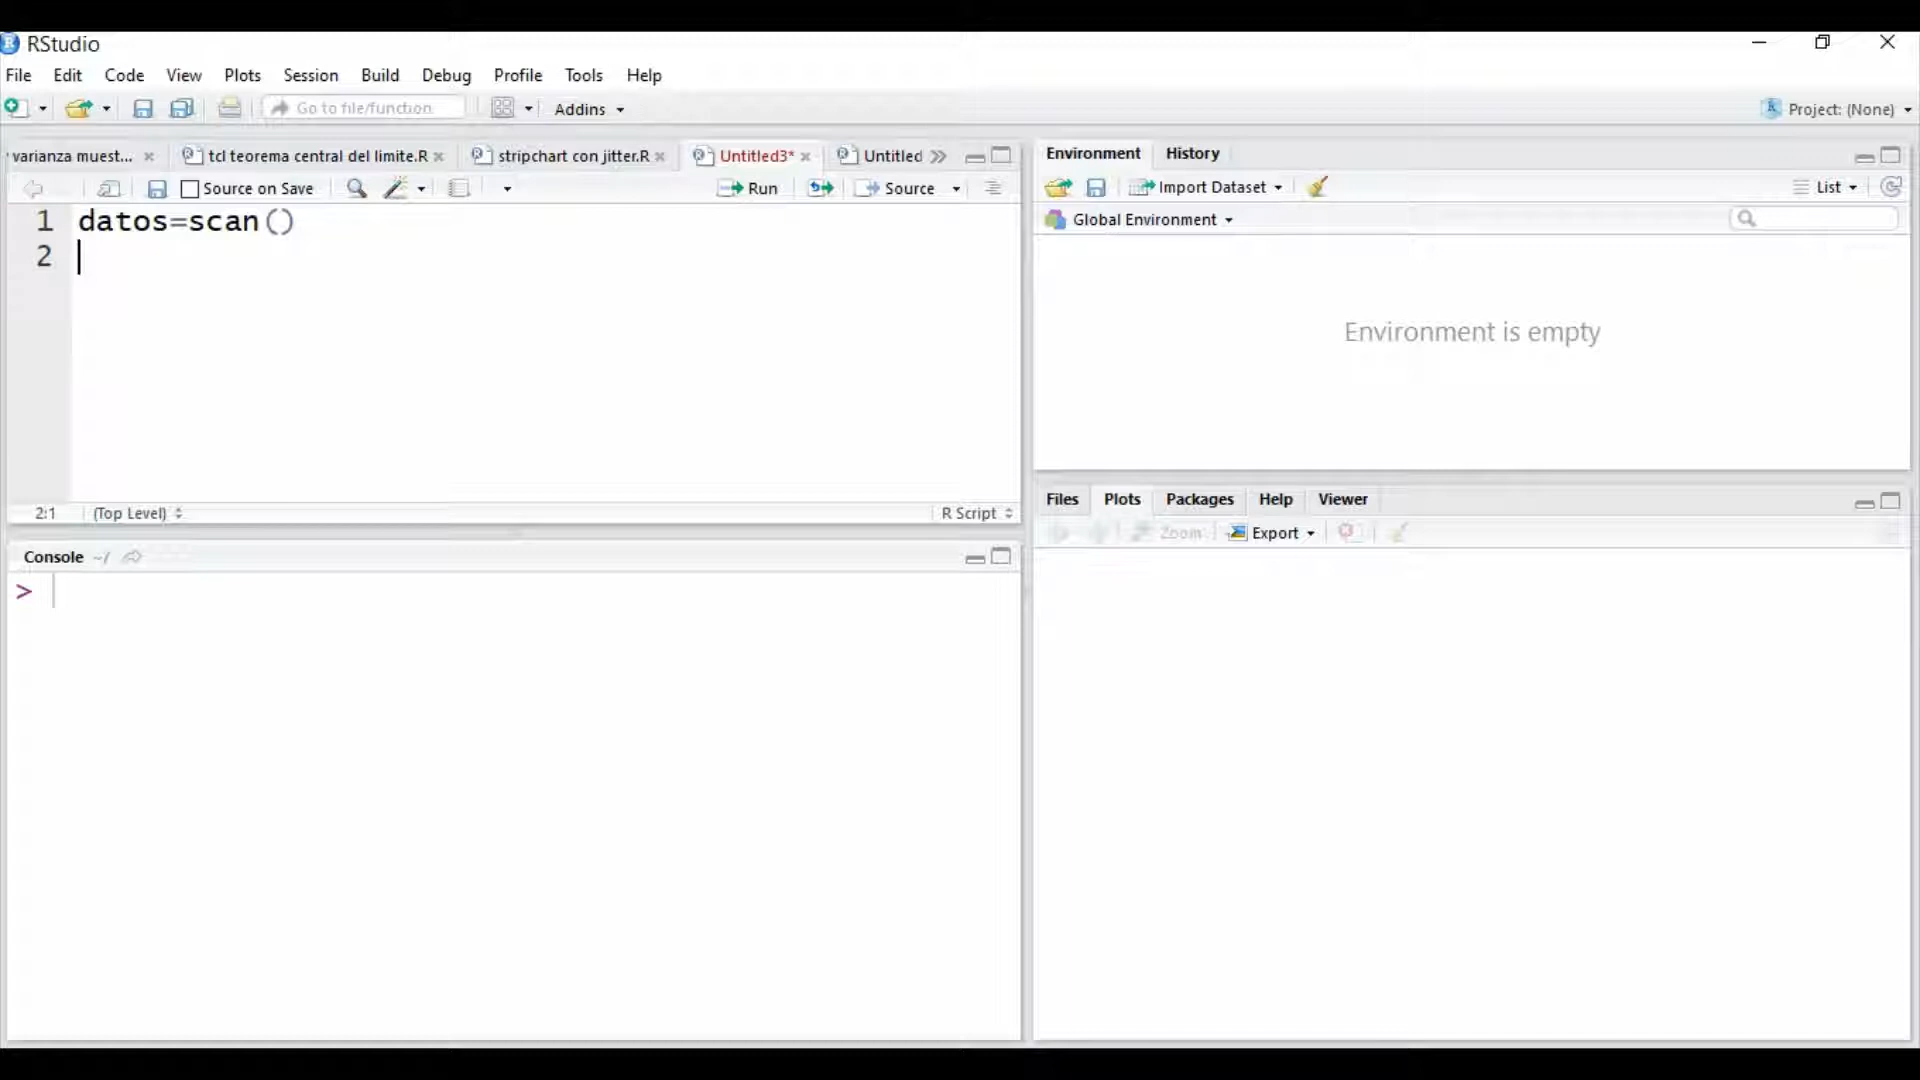 RStudio
File Edit Code View Plots Session Build Debug Profile Tools Help
Go to file/function Addins Project: (None)
varianza muest... tcl teorema central del limite.R stripchart con jitter.R Untitled3* Untitled
Source on Save Run Source
1 datos=scan()
2
2:1 (Top Level) R Script
Console ~/
>
Environment History
Import Dataset List
Global Environment
Environment is empty
Files Plots Packages Help Viewer
Zoom Export